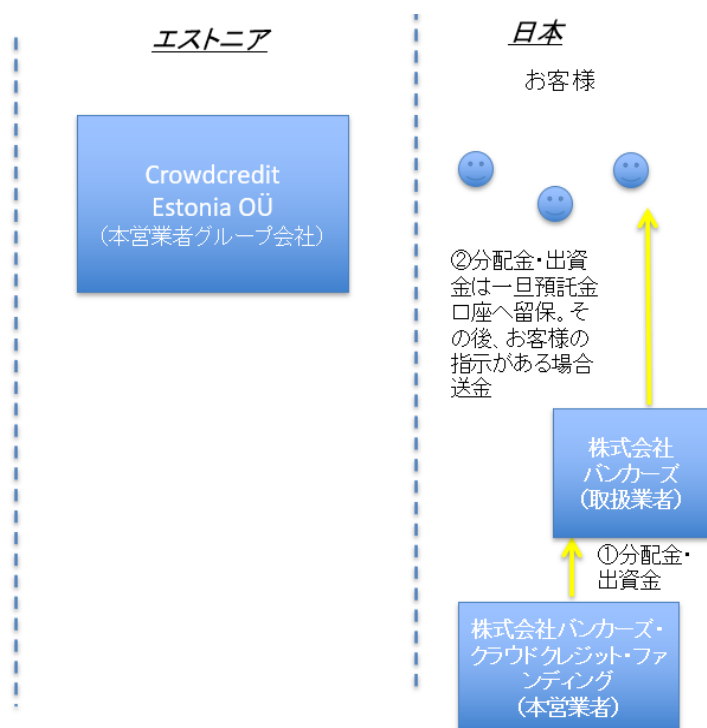 エストニア
日本
お客様
Crowdcredit
Estonia OÜ
（本営業者グループ会社）
②分配金・出資
金は一旦預託金
口座へ留保。そ
の後、お客様の
指示がある場合
送金
株式会社
バンカーズ
（取扱業者）
①分配金・
出資金
株式会社バンカーズ・
クラウドクレジット・ファ
ンディング
（本営業者）